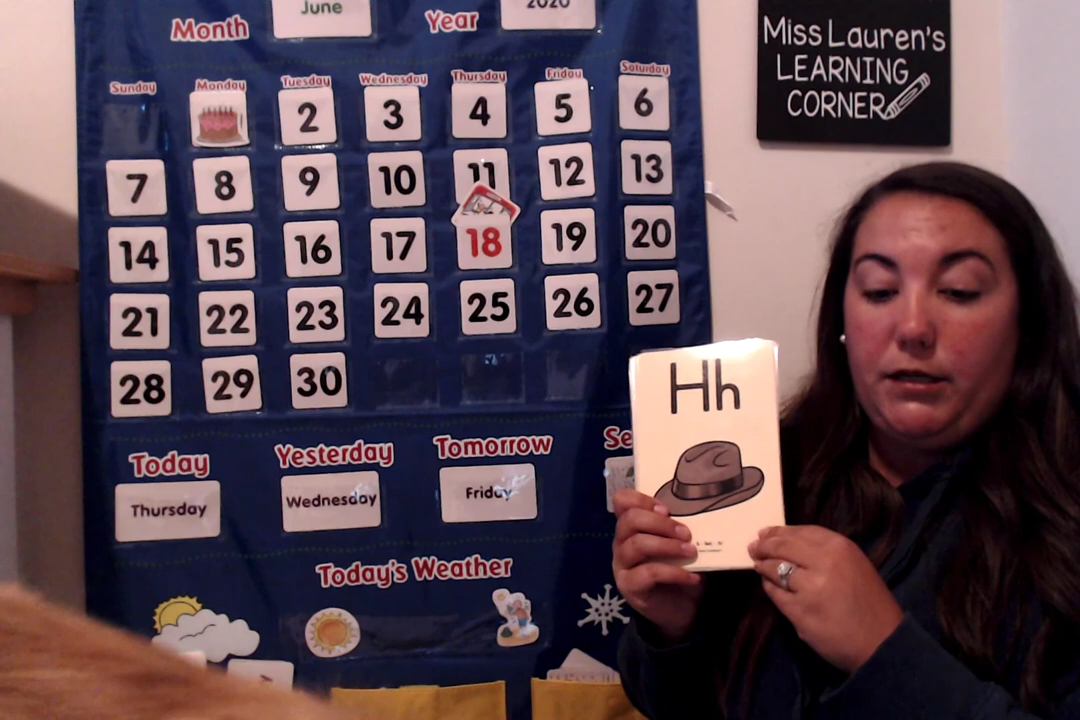 June
2020
Month
Year
Sunday Monday Tuesday Wednesday Thursday Friday Saturday
2 3 4 5 6
7 8 9 10 11 12 13
14 15 16 17 18 19 20
21 22 23 24 25 26 27
28 29 30
Today Yesterday Tomorrow Se
Thursday Wednesday Friday
Today's Weather
Miss Lauren's
LEARNING
CORNER
Hh